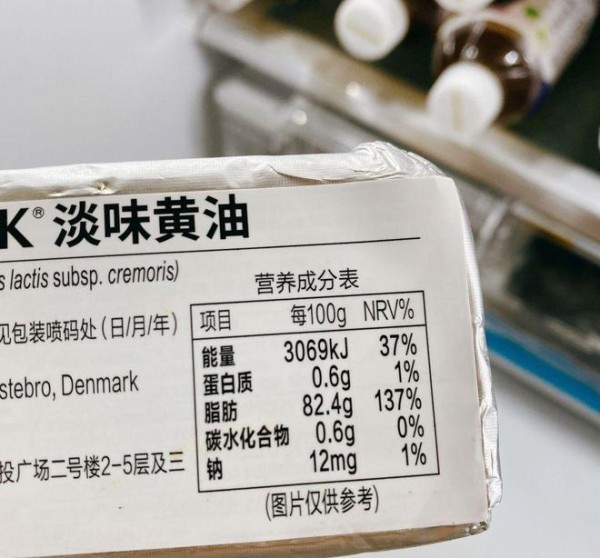 K® 淡味黄油
s lactis subsp. cremoris)
见包装喷码处 (日/月/年)
stebro, Denmark
投广场二号楼2-5层及三
营养成分表
项目 每100g NRV%
能量 3069kJ 37%
蛋白质 0.6g 1%
脂肪 82.4g 137%
碳水化合物 0.6g 0%
钠 12mg 1%
(图片仅供参考)